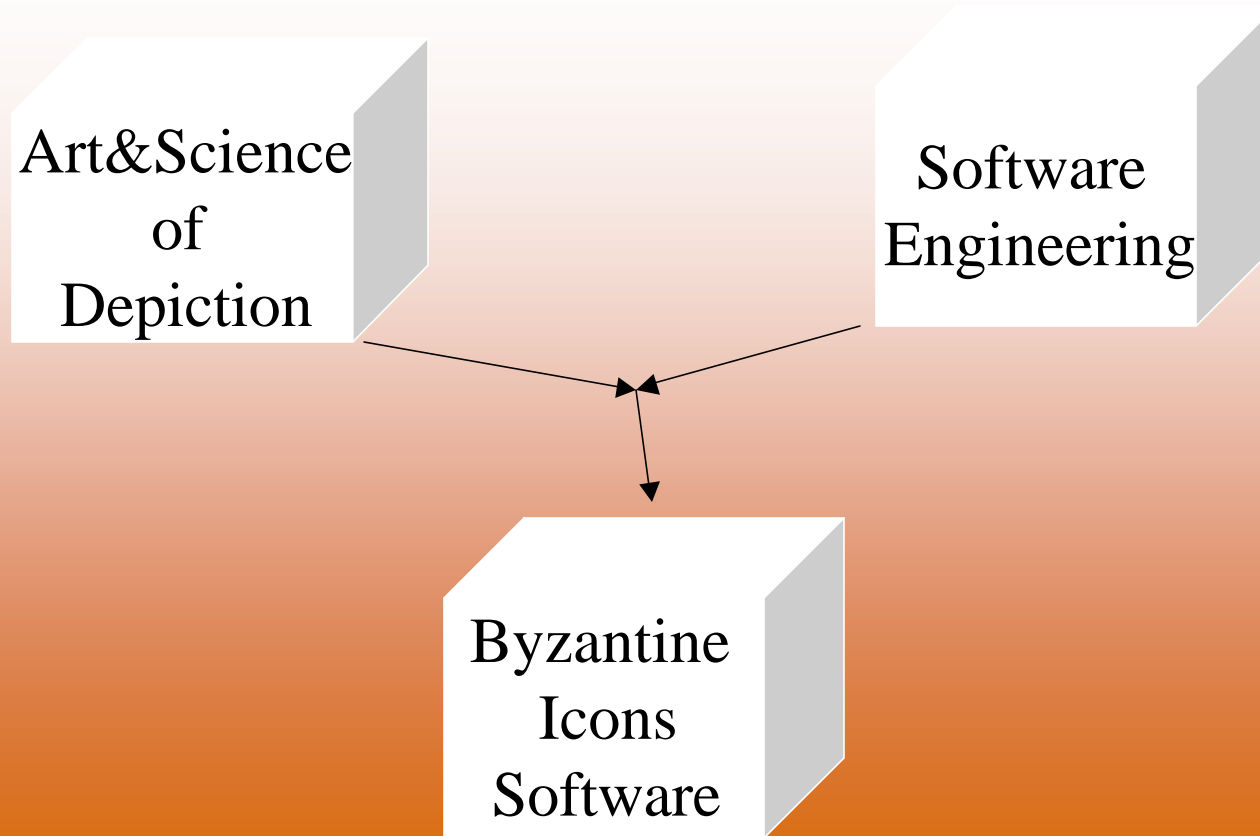 Art&Science
of
Depiction
Software
Engineering
Byzantine
Icons
Software